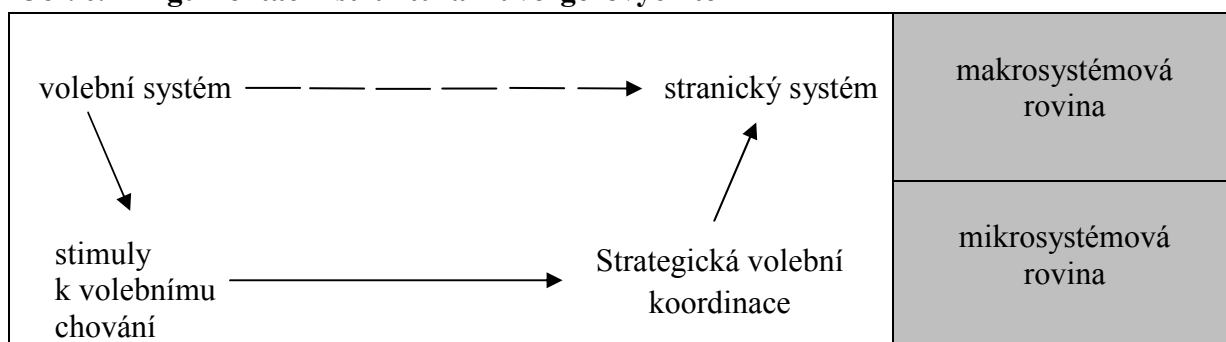 volební systém
stranický systém
makrosystémová
rovina
stimuly
k volebnímu
chování
Strategická volební
koordinace
mikrosystémová
rovina